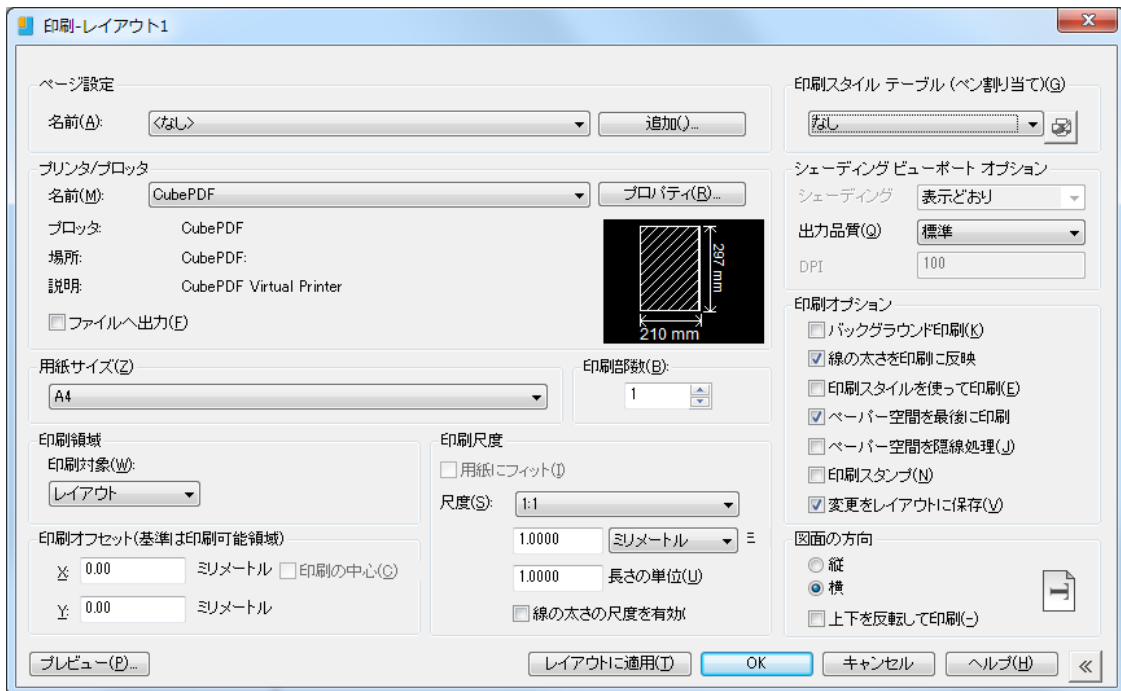 印刷-レイアウト1
ページ設定
名前(A):
<なし>
追加()...
プリンタ/プロッタ
名前(M):
CubePDF
プロパティ(R)...
プロッタ:
CubePDF
場所:
CubePDF:
説明:
CubePDF Virtual Printer
ファイルへ出力(F)
297 mm
210 mm
用紙サイズ(Z)
A4
印刷部数(B):
1
印刷領域
印刷対象(W):
レイアウト
印刷オフセット(基準は印刷可能領域)
X: 0.00 ミリメートル 印刷の中心(C)
Y: 0.00 ミリメートル
印刷尺度
用紙にフィット(I)
尺度(S): 1:1
1.0000 ミリメートル ミ
1.0000 長さの単位(U)
線の太さの尺度を有効(
印刷スタイル テーブル (ペン割り当て)(G)
なし
シェーディング ビューポート オプション
シェーディング 表示どおり
出力品質(Q) 標準
DPI 100
印刷オプション
バックグラウンド印刷(K)
線の太さを印刷に反映
印刷スタイルを使って印刷(E)
ペーパー空間を最後に印刷
ペーパー空間を隠線処理(J)
印刷スタンプ(N)
変更をレイアウトに保存(V)
図面の方向
縦
横
上下を反転して印刷(-)
プレビュー(P)...
レイアウトに適用(T)
OK
キャンセル
ヘルプ(H)